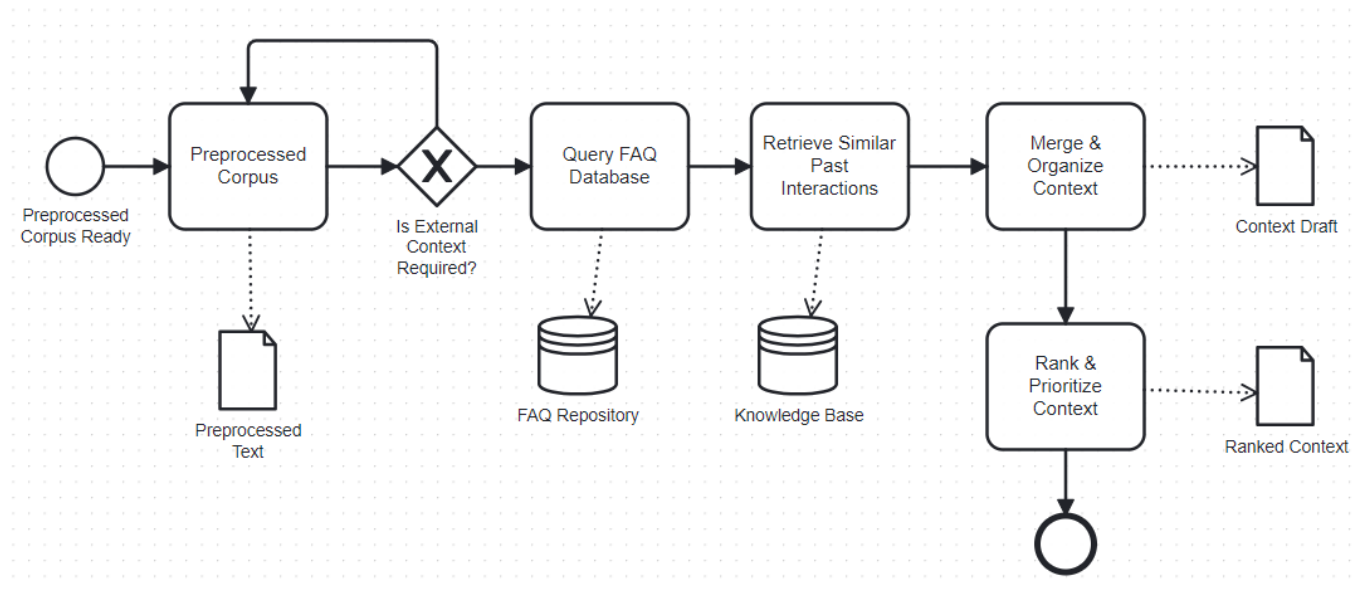 Preprocessed
Corpus Ready
Preprocessed
Corpus
Is External
Context
Required?
Query FAQ
Database
Retrieve Similar
Past
Interactions
Merge &
Organize
Context
Context Draft
Preprocessed
Text
FAQ Repository
Knowledge Base
Rank &
Prioritize
Context
Ranked Context